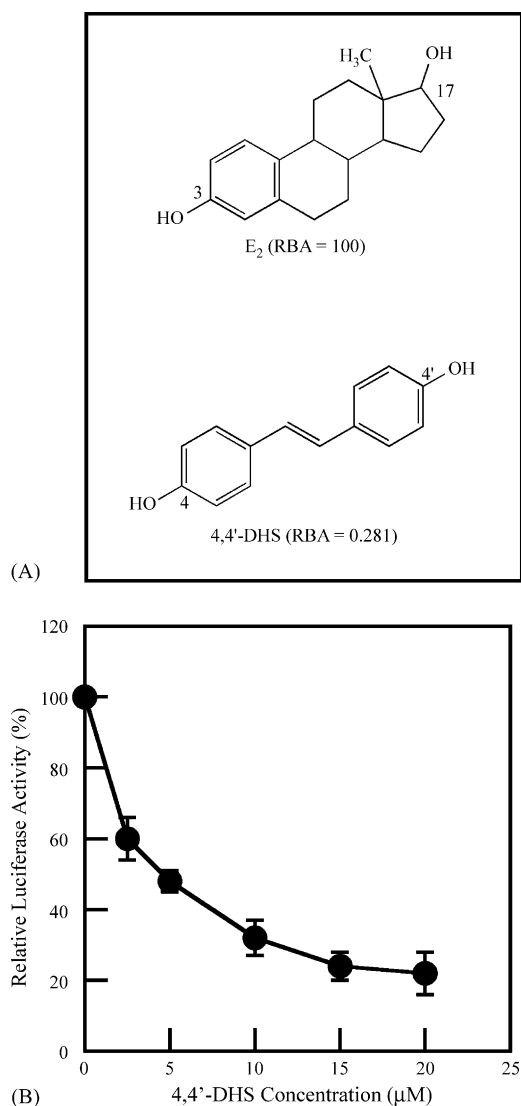 H₃C
OH
17
3
HO
E₂ (RBA = 100)
4'
OH
HO
4
4,4'-DHS (RBA = 0.281)
(A)
120
100
80
60
40
20
0
Relative Luciferase Activity (%)
0 5 10 15 20 25
4,4’-DHS Concentration (μM)
(B)